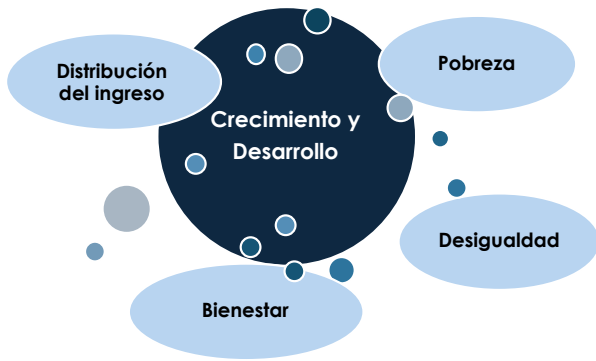 Distribución
del ingreso
Pobreza
Crecimiento y
Desarrollo
Desigualdad
Bienestar